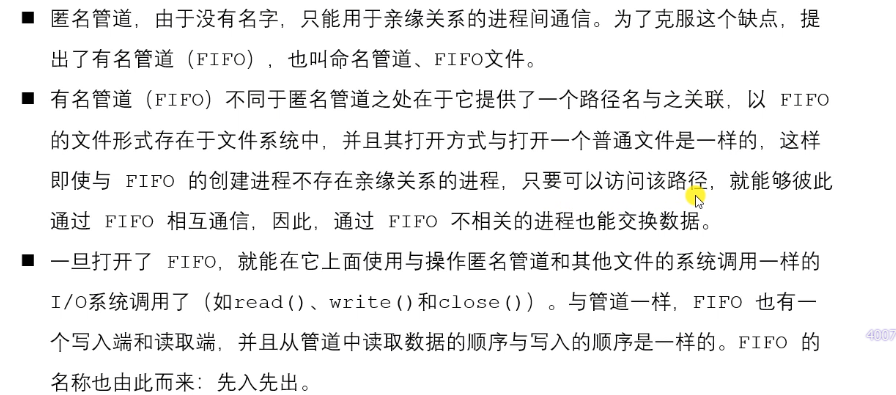 ■ 匿名管道，由于没有名字，只能用于亲缘关系的进程间通信。为了克服这个缺点，提
出了有名管道（FIFO），也叫命名管道、FIFO文件。
■ 有名管道（FIFO）不同于匿名管道之处在于它提供了一个路径名与之关联，以 FIFO
的文件形式存在于文件系统中，并且其打开方式与打开一个普通文件是一样的，这样
即使与 FIFO 的创建进程不存在亲缘关系的进程，只要可以访问该路径，就能够彼此
通过 FIFO 相互通信，因此，通过 FIFO 不相关的进程也能交换数据。
■ 一旦打开了 FIFO，就能在它上面使用与操作匿名管道和其他文件的系统调用一样的
I/O系统调用了（如read()、write()和close()）。与管道一样，FIFO 也有一
个写入端和读取端，并且从管道中读取数据的顺序与写入的顺序是一样的。FIFO 的
名称也由此而来：先入先出。